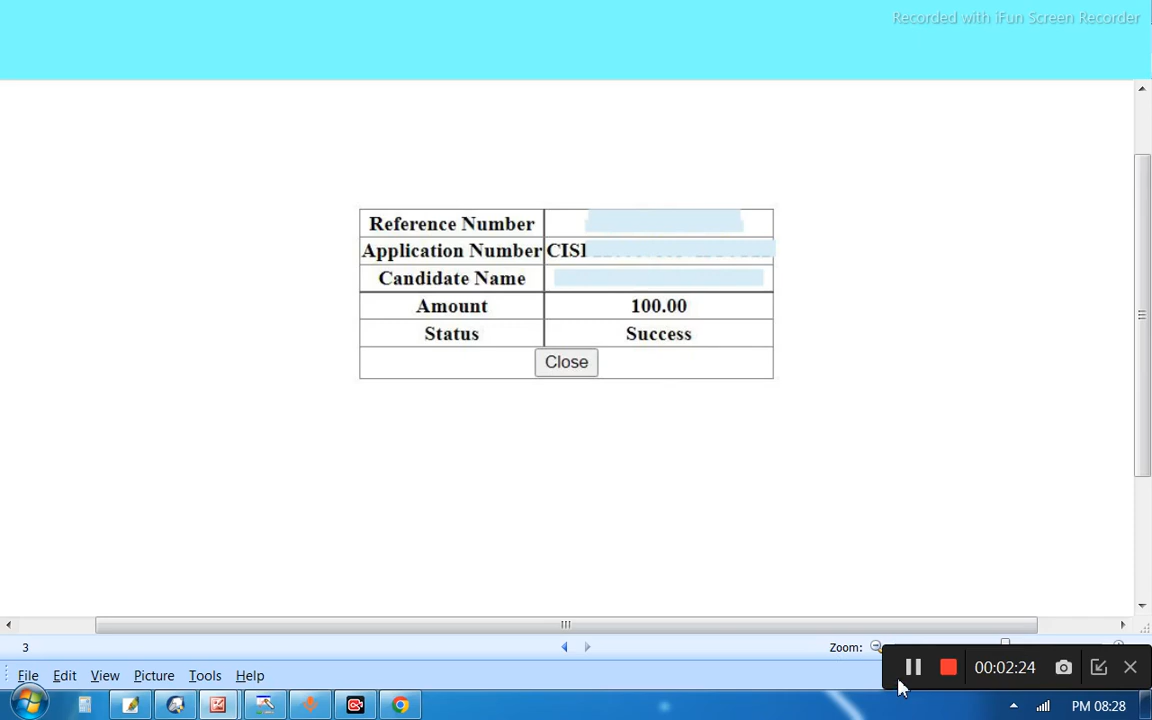 Recorded with iFun Screen Recorder
Reference Number
Application Number CISF
Candidate Name
Amount 100.00
Status Success
Close
3
Zoom:
00:02:24
File Edit View Picture Tools Help
PM 08:28